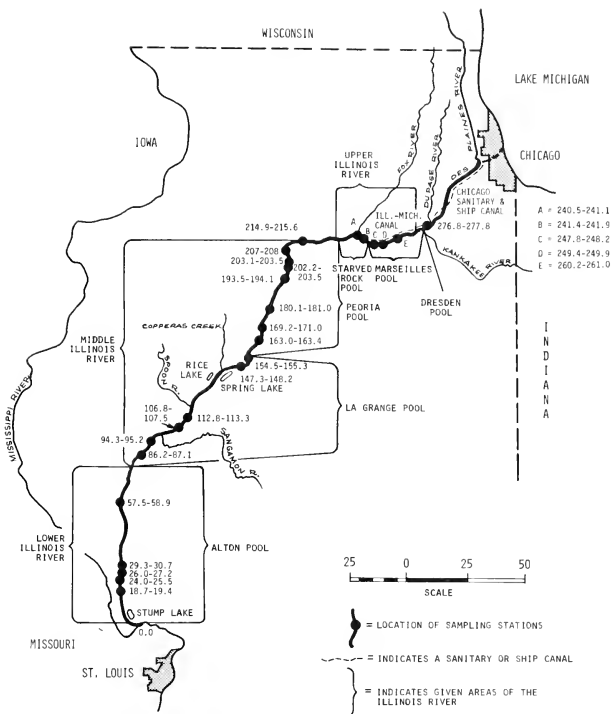 WISCONSIN
LAKE MICHIGAN
IOWA
CHICAGO
FOX RIVER
DU PAGE RIVER
DES PLAINES RIVER
UPPER
ILLINOIS
RIVER
ILL.-MICH.
CANAL
CHICAGO
SANITARY &
SHIP CANAL
A = 240.5-241.1
B = 241.4-241.9
C = 247.8-248.2
D = 249.4-249.9
E = 260.2-261.0
214.9-215.6
A
B
C
D
E
276.8-277.8
KANKAKEE RIVER
207-208
203.1-203.5
202.2-
203.5
193.5-194.1
STARVED
ROCK
POOL
MARSEILLES
POOL
DRESDEN
POOL
PEORIA
POOL
180.1-181.0
169.2-171.0
163.0-163.4
MIDDLE
ILLINOIS
RIVER
COPPERAS CREEK
154.5-155.3
147.3-148.2
RICE
LAKE
SPRING LAKE
SPOON R.
INDIANA
MISSISSIPPI RIVER
106.8-
107.5
112.8-113.3
LA GRANGE POOL
94.3-95.2
86.2-87.1
SANGAMON R.
57.5-58.9
LOWER
ILLINOIS
RIVER
ALTON POOL
29.3-30.7
26.0-27.2
24.0-25.5
18.7-19.4
STUMP LAKE
0.0
MISSOURI
ST. LOUIS
25 0 25 50
SCALE
= LOCATION OF SAMPLING STATIONS
= INDICATES A SANITARY OR SHIP CANAL
= INDICATES GIVEN AREAS OF THE
ILLINOIS RIVER